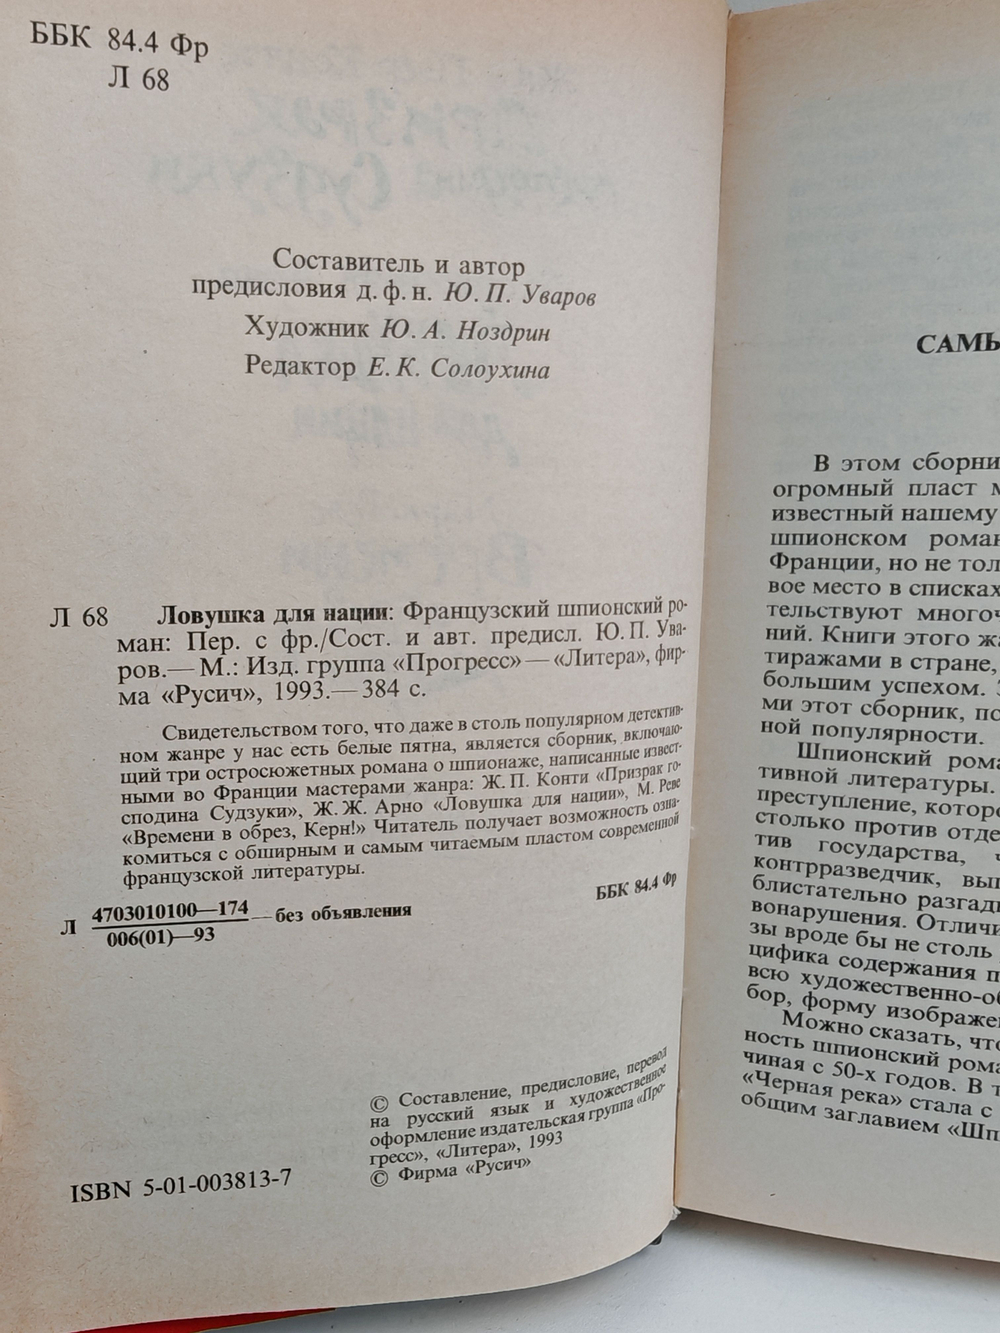 ББК 84.4 Фр
Л 68
Составитель и автор
предисловия д. ф. н. Ю. П. Уваров
Художник Ю. А. Ноздрин
Редактор Е. К. Солоухина
Л 68 Ловушка для нации: Французский шпионский ро-
ман: Пер. с фр./Сост. и авт. предисл. Ю. П. Ува-
ров.— М.: Изд. группа «Прогресс» — «Литера», фир-
ма «Русич», 1993.— 384 с.
Свидетельством того, что даже в столь популярном детектив-
ном жанре у нас есть белые пятна, является сборник, включаю-
щий три остросюжетных романа о шпионаже, написанные извест-
ными во Франции мастерами жанра: Ж. П. Конти «Призрак го-
сподина Судзуки», Ж. Ж. Арно «Ловушка для нации», М. Реве
«Времени в обрез, Керн!» Читатель получает возможность озна-
комиться с обширным и самым читаемым пластом современной
французской литературы.
Л 4703010100—174 — без объявления
006(01)—93
ББК 84.4 Фр
© Составление, предисловие, перевод
на русский язык и художественное
оформление издательская группа «Про-
гресс», «Литера», 1993
© Фирма «Русич»
ISBN 5-01-003813-7
САМЫ
В этом сборни
огромный пласт м
известный нашему
шпионском роман
Франции, но не тол
вое место в списках
тельствуют многоч
ний. Книги этого жа
тиражами в стране,
большим успехом. З
ми этот сборник, пс
ной популярности.
Шпионский рома
тивной литературы.
преступление, которо
столько против отде
тив государства, ч
контрразведчик, выш
блистательно разгады
вонарушения. Отличи
зы вроде бы не столь
цифика содержания п
всю художественно-об
бор, форму изображен
Можно сказать, что
ность шпионский рома
чиная с 50-х годов. В т
«Черная река» стала с
общим заглавием «Шп